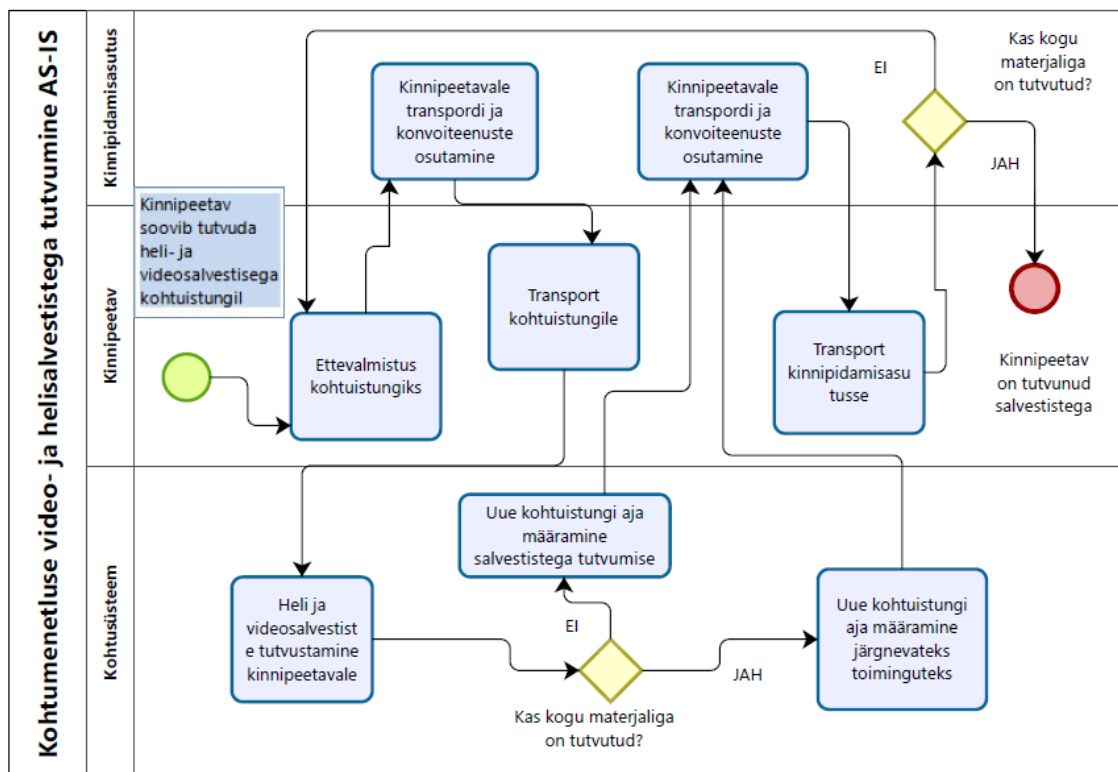 Kohtumenetluse video- ja helisalvestistega tutvumine AS-IS
Kinnipidamisasutus
Kinnipeetavale
transpordi ja
konvoiteenuste
osutamine
Kinnipeetavale
transpordi ja
konvoiteenuste
osutamine
EI
Kas kogu
materjaliga
on tutvutud?
JAH
Kinnipeetav
Kinnipeetav
soovib tutvuda
heli- ja
videosalvestisega
kohtuistungil
Ettevalmistus
kohtuistungiks
Transport
kohtuistungile
Transport
kinnipidamisasu
tusse
Kinnipeetav
on tutvunud
salvestistega
Kohtusüsteem
Heli ja
videosalvestist
e tutvustamine
kinnipeetavale
Uue kohtuistungi aja
määramine
salvestistega tutvumise
EI
Kas kogu materjaliga
on tutvutud?
JAH
Uue kohtuistungi
aja määramine
järgnevateks
toiminguteks